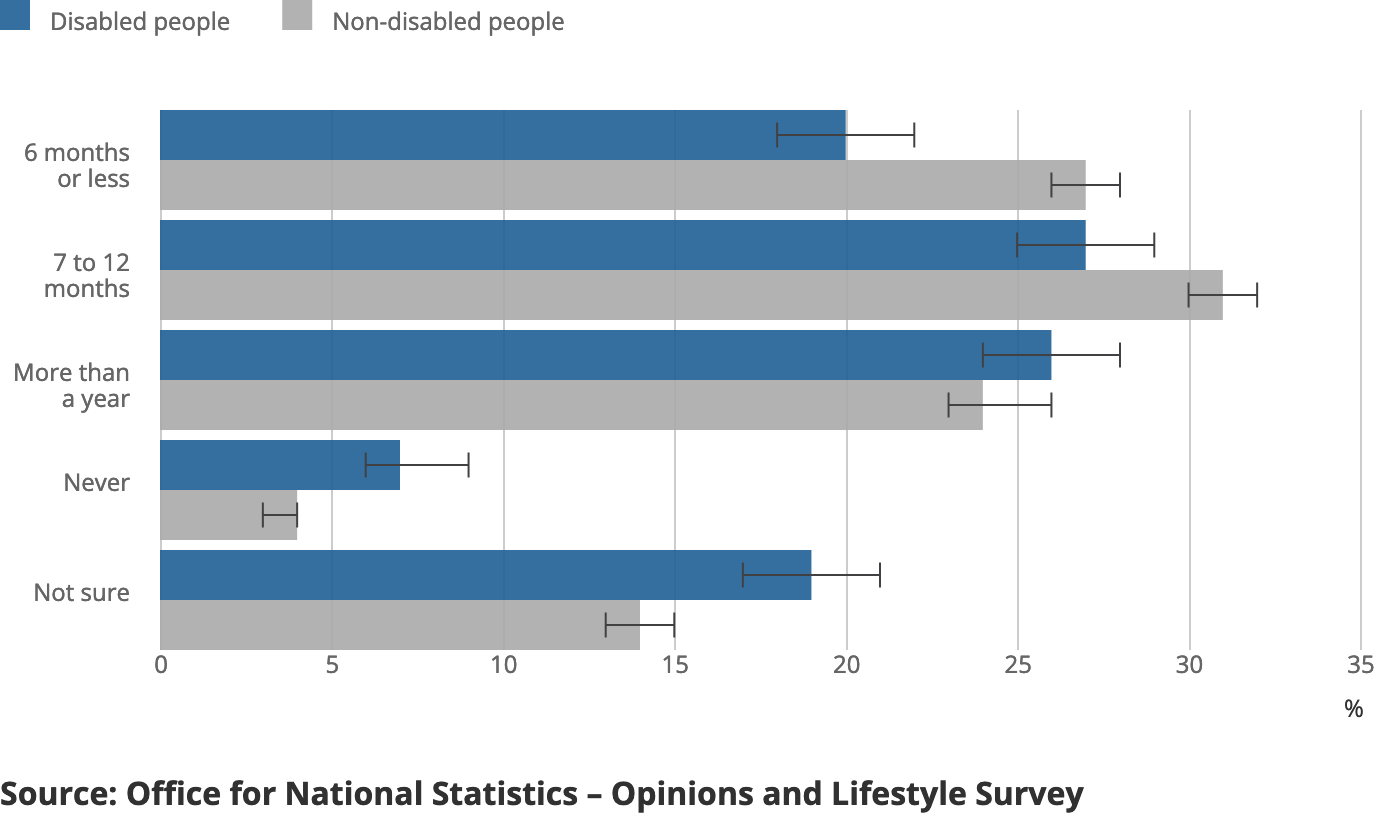 Disabled people
Non-disabled people
6 months
or less
7 to 12
months
More than
a year
Never
Not sure
0 5 10 15 20 25 30 35
%
Source: Office for National Statistics – Opinions and Lifestyle Survey